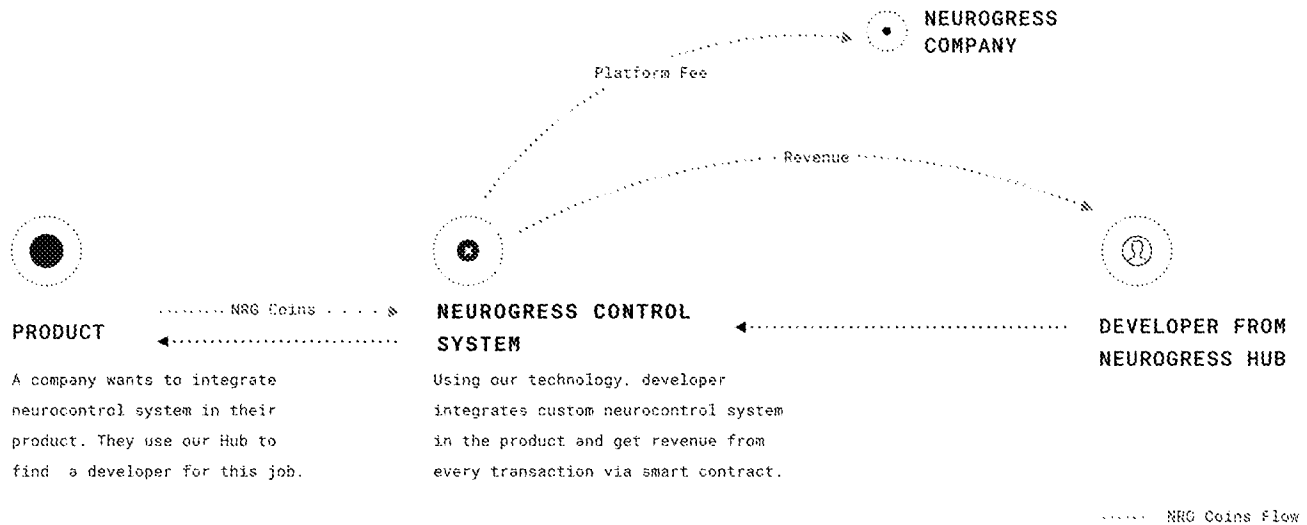 NEUROGRESS
COMPANY
Platform Fee
Revenue
NRG Coins
PRODUCT
A company wants to integrate
neurocontrol system in their
product. They use our Hub to
find a developer for this job.
NEUROGRESS CONTROL
SYSTEM
Using our technology, developer
integrates custom neurocontrol system
in the product and get revenue from
every transaction via smart contract.
DEVELOPER FROM
NEUROGRESS HUB
NRG Coins Flow